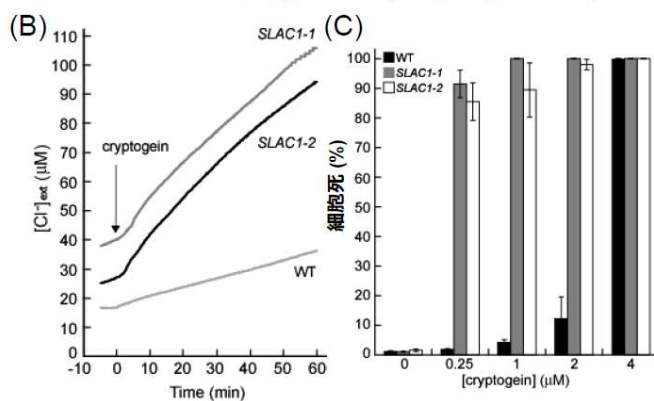 (B)
110
100
90
80
70
60
50
40
30
20
10
0
[Cl⁻]ext (μM)
cryptogein
SLAC1-1
SLAC1-2
WT
-10 0 10 20 30 40 50 60
Time (min)
(C)
100
90
80
70
60
50
40
30
20
10
0
細胞死 (%)
WT
SLAC1-1
SLAC1-2
0 0.25 1 2 4
[cryptogein] (μM)